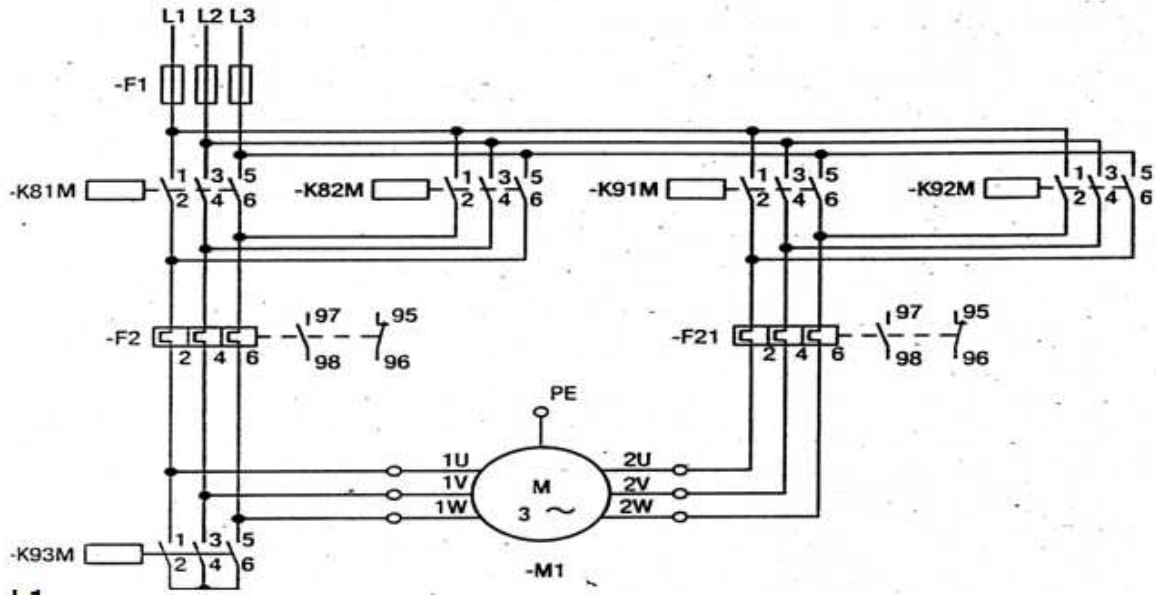 L1 L2 L3
-F1
-K81M 1 3 5
2 4 6
-K82M 1 3 5
2 4 6
-K91M 1 3 5
2 4 6
-K92M 1 3 5
2 4 6
-F2 97 95
2 4 6 98 96
-F21 97 95
2 4 6 98 96
PE
1U M 2U
1V 3 ~ 2V
1W 2W
-M1
-K93M 1 3 5
2 4 6
L1